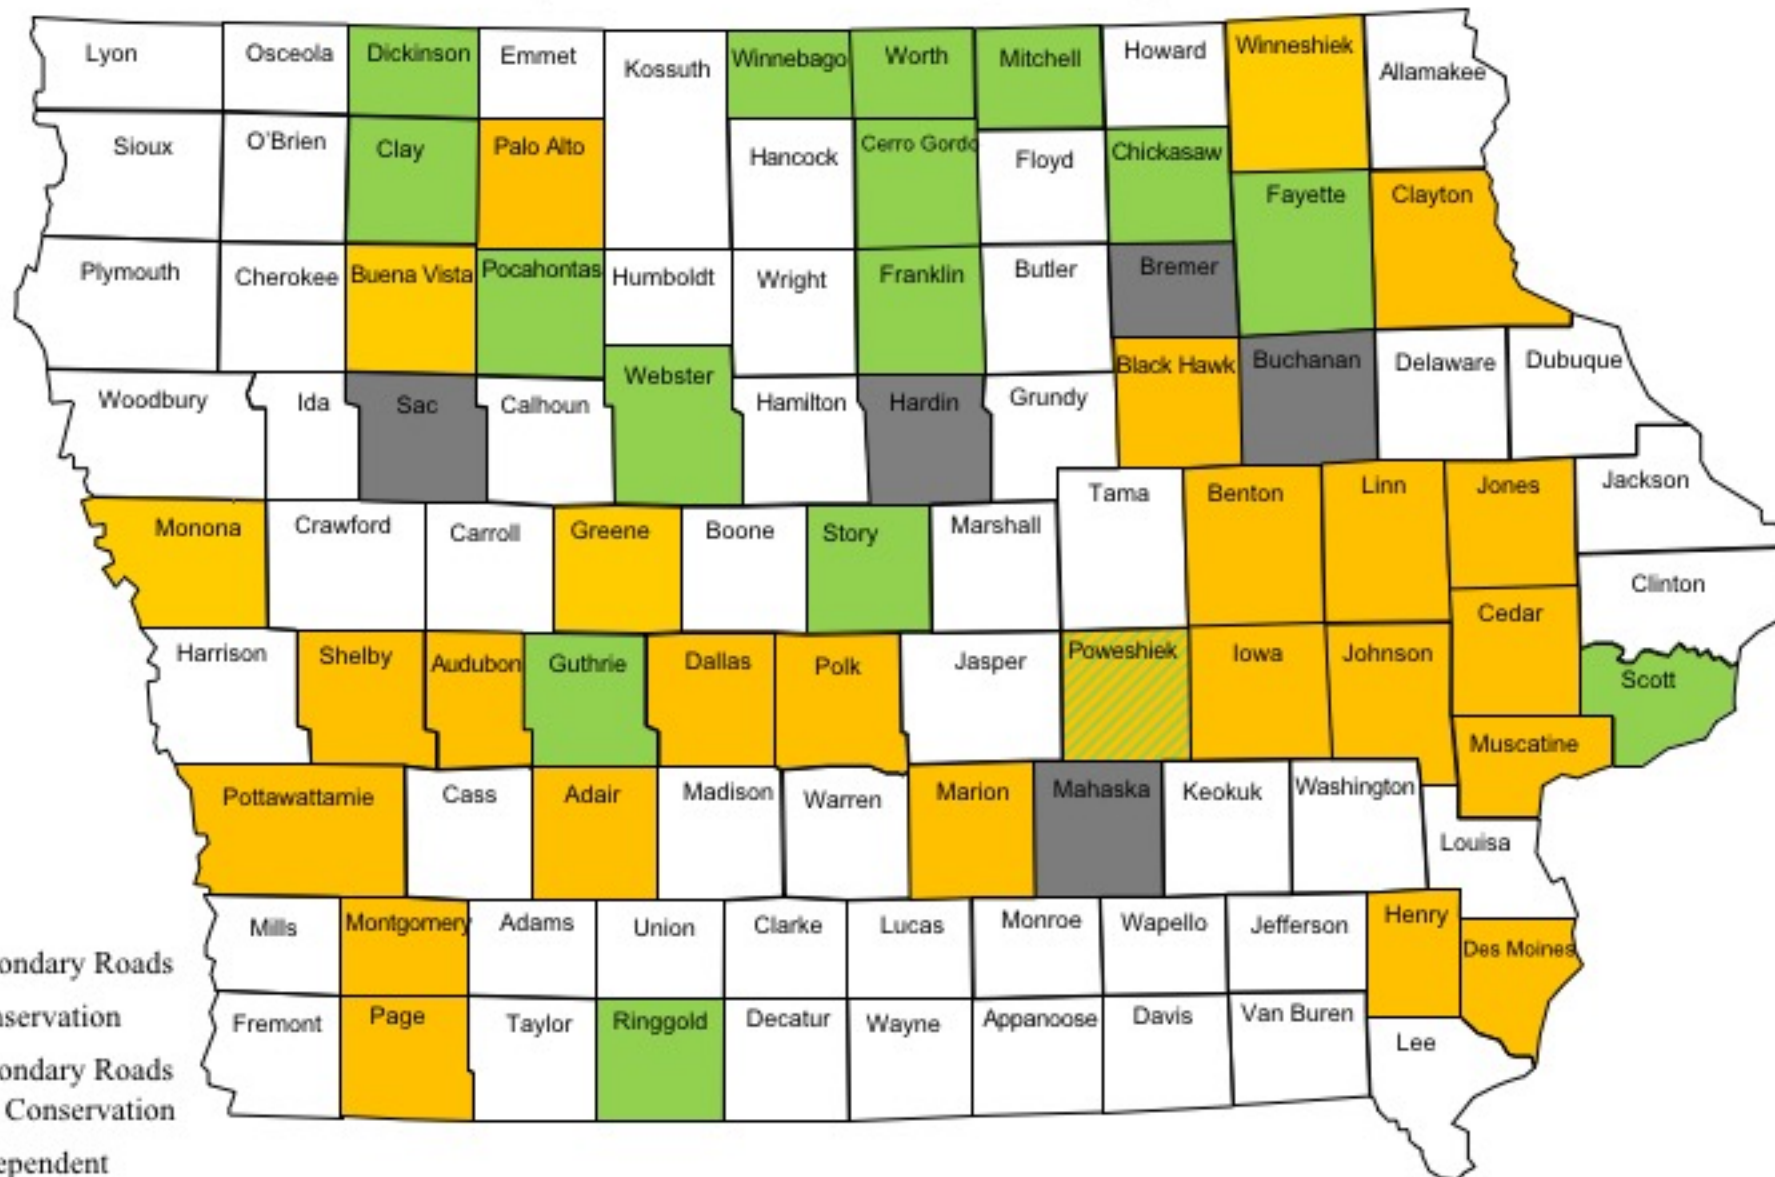 Lyon
Osceola
Dickinson
Emmet
Kossuth
Winnebago
Worth
Mitchell
Howard
Winneshiek
Allamakee
Sioux
O'Brien
Clay
Palo Alto
Hancock
Cerro Gordo
Floyd
Chickasaw
Fayette
Clayton
Plymouth
Cherokee
Buena Vista
Pocahontas
Humboldt
Wright
Franklin
Butler
Bremer
Woodbury
Ida
Sac
Calhoun
Webster
Hamilton
Hardin
Grundy
Black Hawk
Buchanan
Delaware
Dubuque
Monona
Crawford
Carroll
Greene
Boone
Story
Marshall
Tama
Benton
Linn
Jones
Jackson
Clinton
Cedar
Harrison
Shelby
Audubon
Guthrie
Dallas
Polk
Jasper
Poweshiek
Iowa
Johnson
Scott
Muscatine
Pottawattamie
Cass
Adair
Madison
Warren
Marion
Mahaska
Keokuk
Washington
Louisa
Mills
Montgomery
Adams
Union
Clarke
Lucas
Monroe
Wapello
Jefferson
Henry
Des Moines
Fremont
Page
Taylor
Ringgold
Decatur
Wayne
Appanoose
Davis
Van Buren
Lee
ondary Roads
nservation
ondary Roads
Conservation
ependent